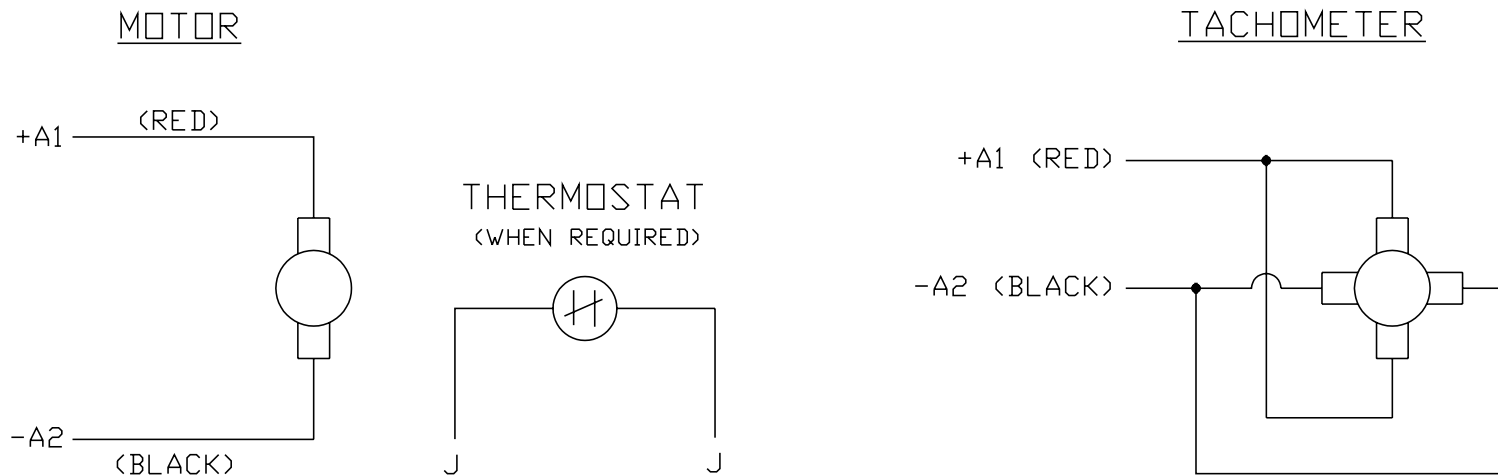 MOTOR
+A1 (RED)
-A2 (BLACK)
THERMOSTAT
(WHEN REQUIRED)
J J
TACHOMETER
+A1 (RED)
-A2 (BLACK)